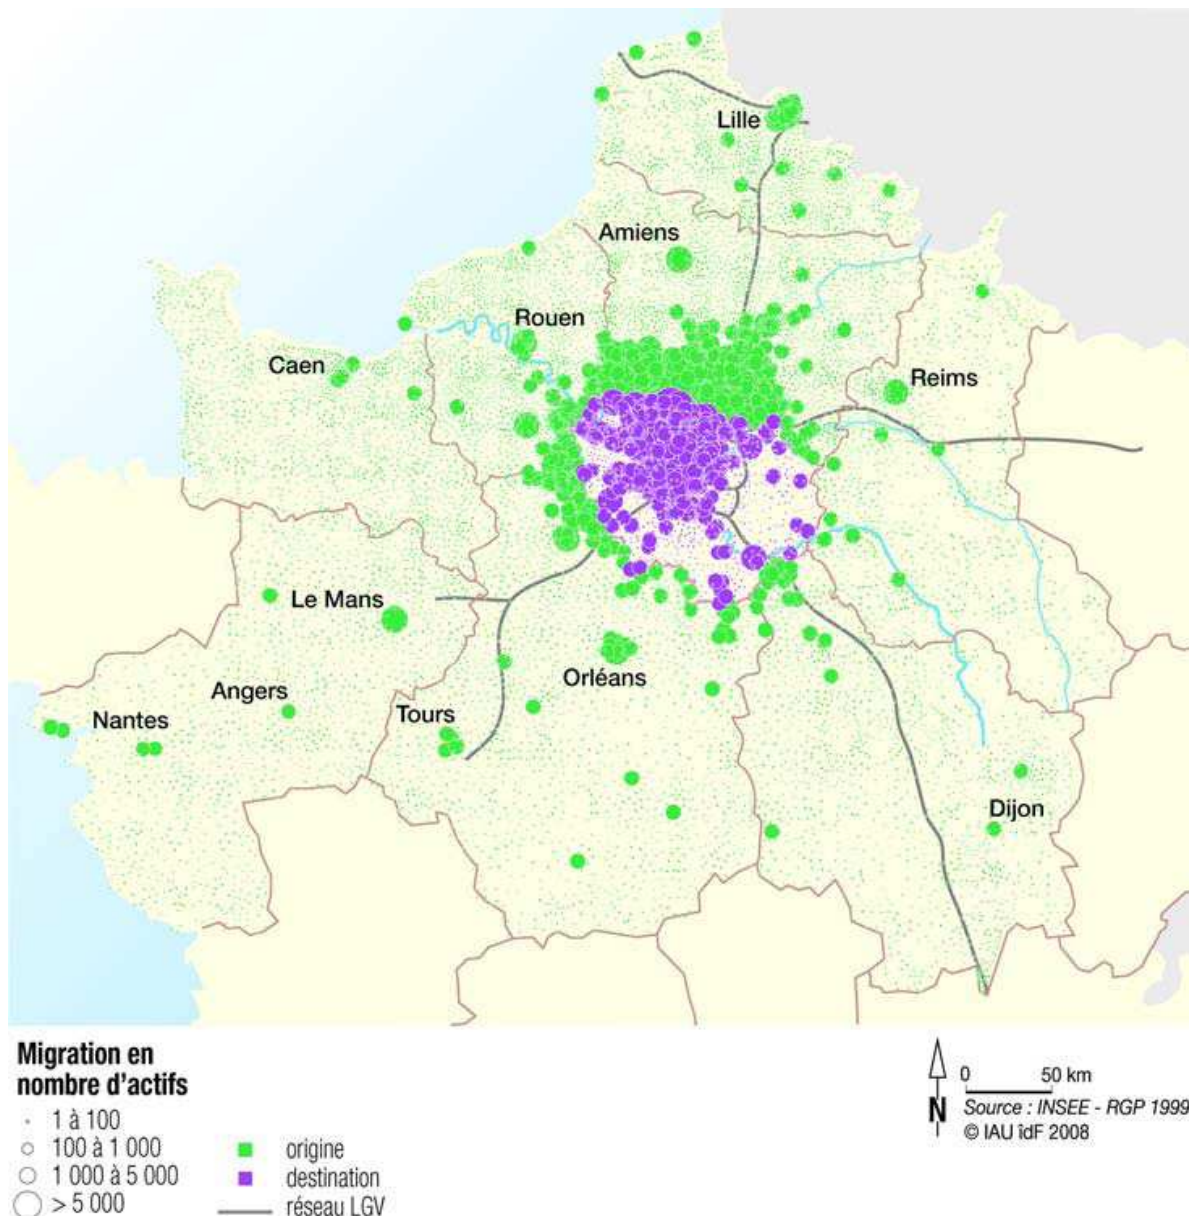 Lille
Amiens
Rouen
Caen
Reims
Le Mans
Angers
Nantes
Tours
Orléans
Dijon
Migration en
nombre d'actifs
1 à 100
100 à 1 000
1 000 à 5 000
> 5 000
origine
destination
réseau LGV
0 50 km
N
Source : INSEE - RGP 1999
© IAU îdF 2008